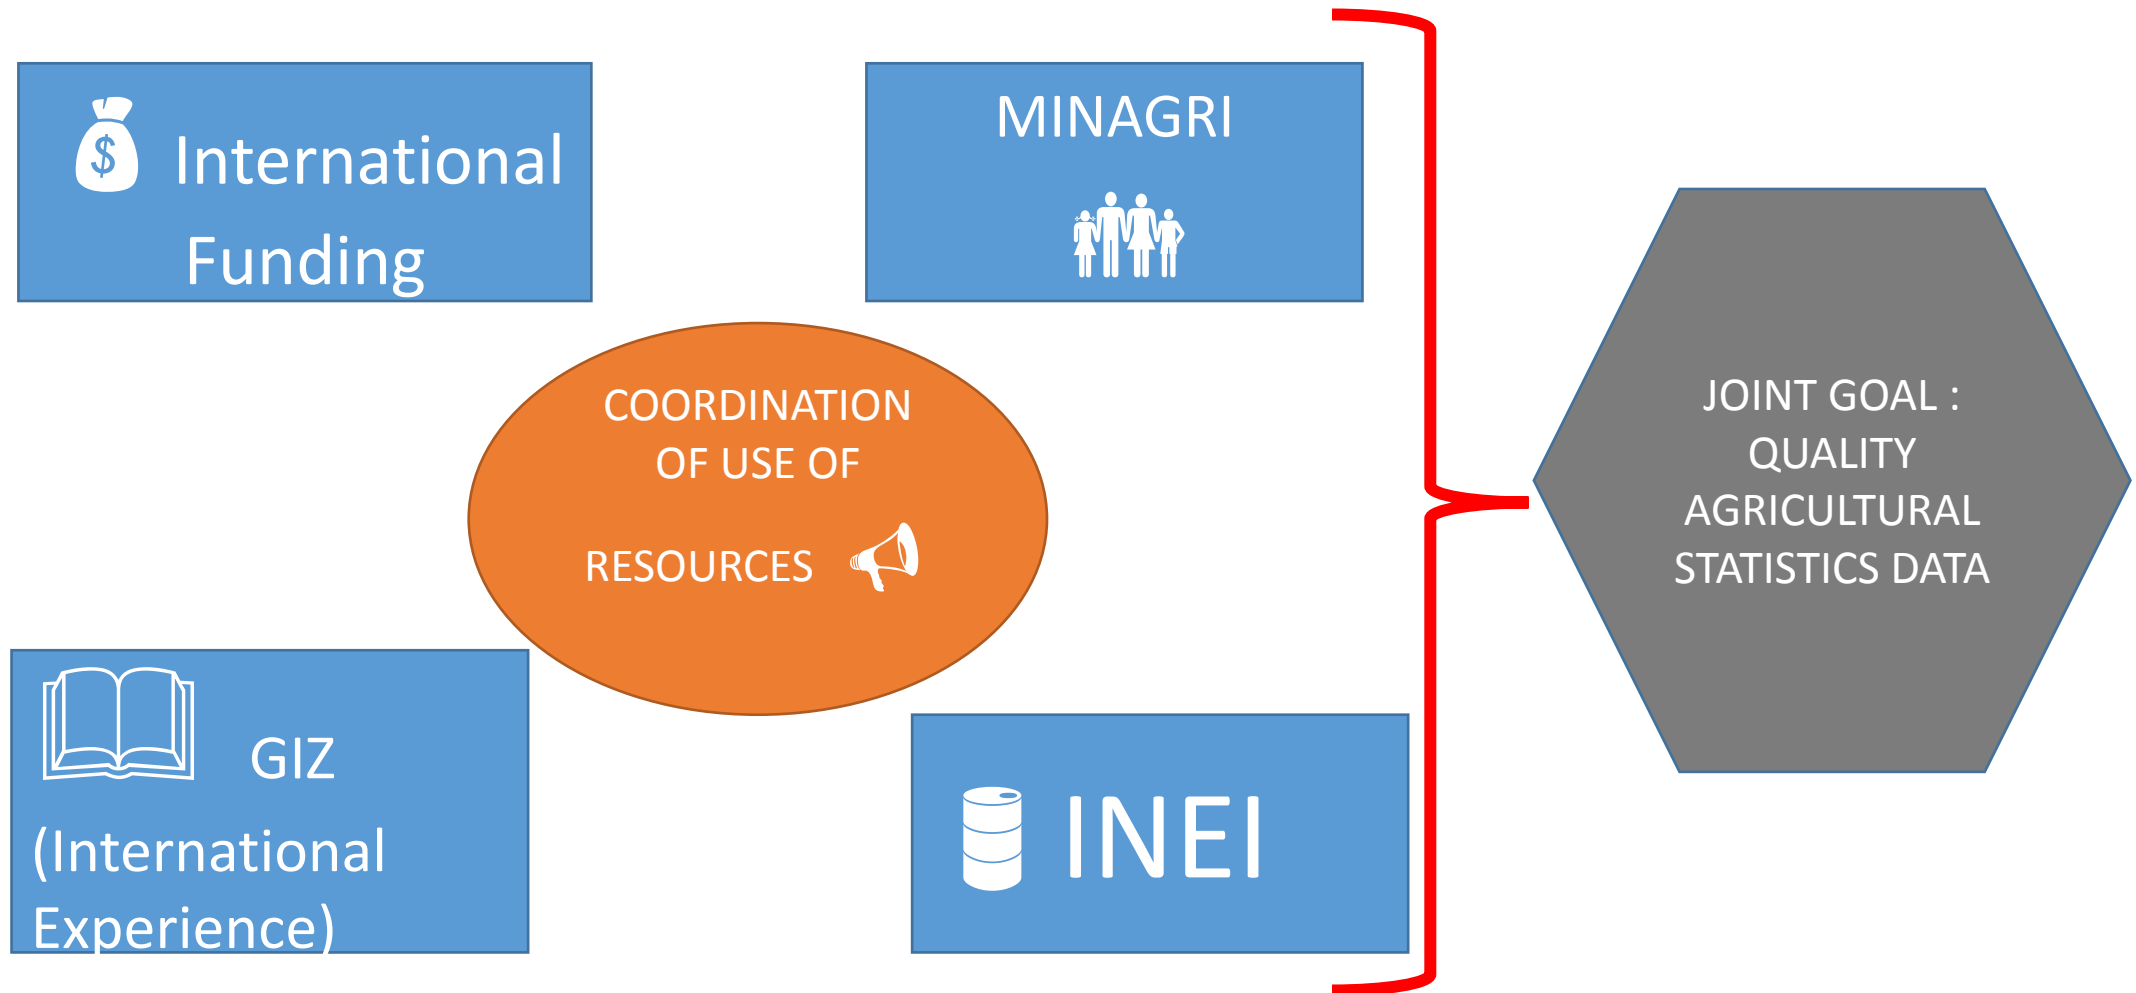 International
Funding
MINAGRI
COORDINATION
OF USE OF
RESOURCES
GIZ
(International
Experience)
INEI
JOINT GOAL :
QUALITY
AGRICULTURAL
STATISTICS DATA